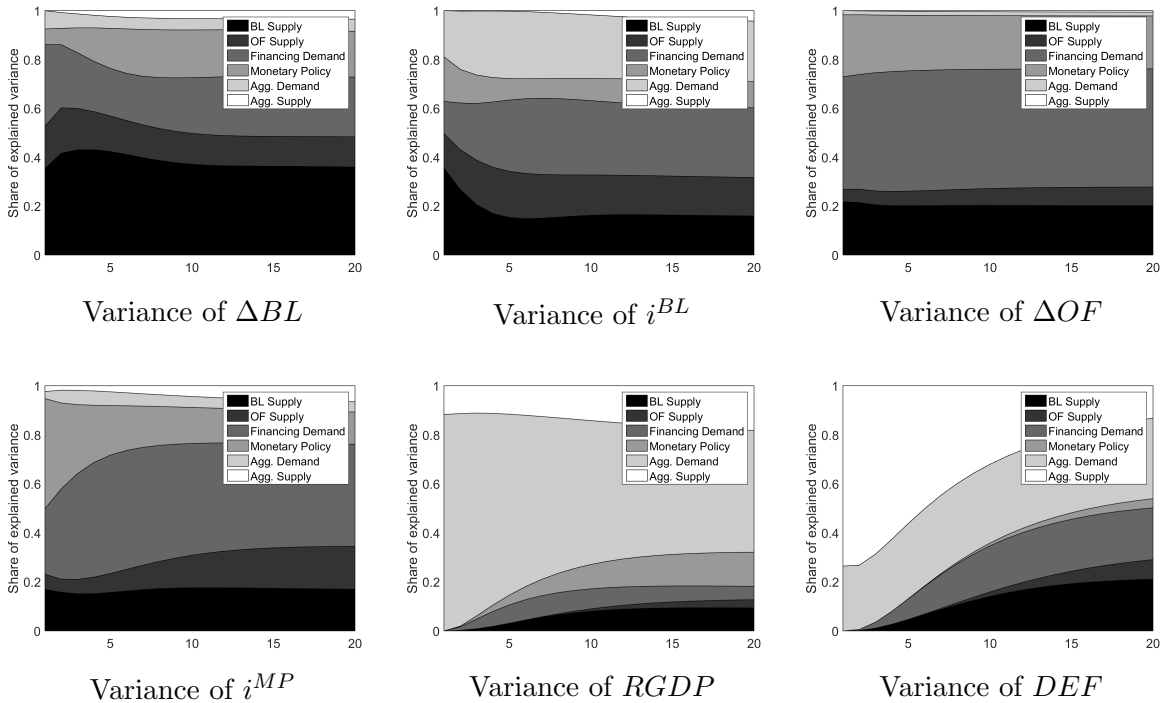 Share of explained variance
1
0.8
0.6
0.4
0.2
0
5 10 15 20
BL Supply
OF Supply
Financing Demand
Monetary Policy
Agg. Demand
Agg. Supply
Variance of ΔBL
Share of explained variance
1
0.8
0.6
0.4
0.2
0
5 10 15 20
BL Supply
OF Supply
Financing Demand
Monetary Policy
Agg. Demand
Agg. Supply
Variance of i^{BL}
Share of explained variance
1
0.8
0.6
0.4
0.2
0
5 10 15 20
BL Supply
OF Supply
Financing Demand
Monetary Policy
Agg. Demand
Agg. Supply
Variance of ΔOF
Share of explained variance
1
0.8
0.6
0.4
0.2
0
5 10 15 20
BL Supply
OF Supply
Financing Demand
Monetary Policy
Agg. Demand
Agg. Supply
Variance of i^{MP}
Share of explained variance
1
0.8
0.6
0.4
0.2
0
5 10 15 20
BL Supply
OF Supply
Financing Demand
Monetary Policy
Agg. Demand
Agg. Supply
Variance of RGDP
Share of explained variance
1
0.8
0.6
0.4
0.2
0
5 10 15 20
BL Supply
OF Supply
Financing Demand
Monetary Policy
Agg. Demand
Agg. Supply
Variance of DEF